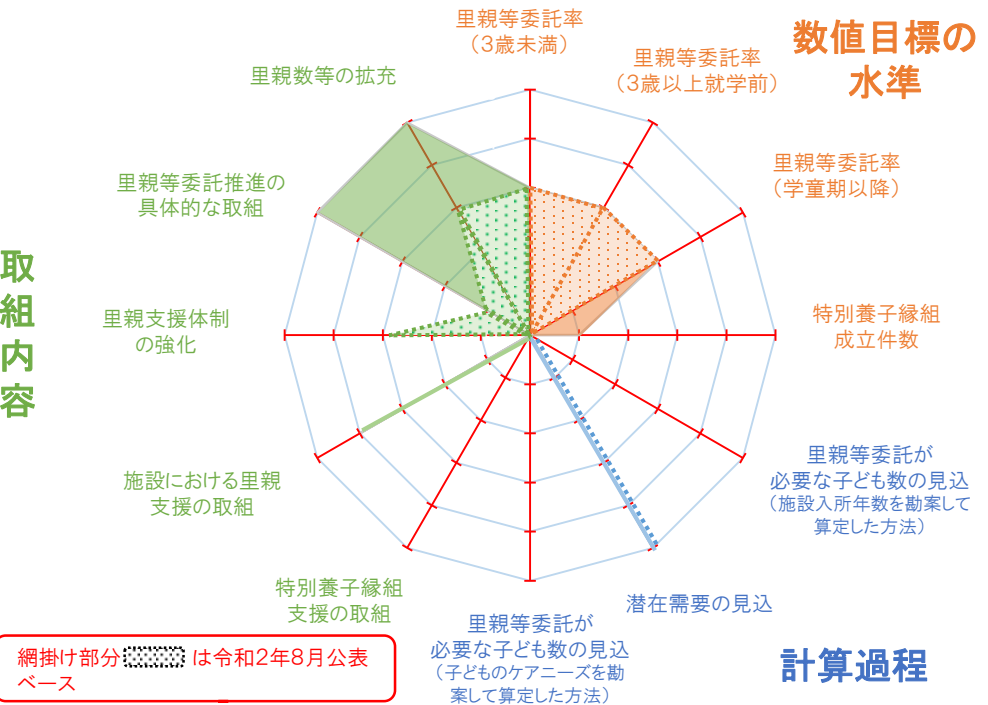 里親等委託率
（3歳未満）
里親等委託率
（3歳以上就学前）
数値目標の
水準
里親数等の拡充
里親等委託率
（学童期以降）
里親等委託推進の
具体的な取組
取
組
内
容
里親支援体制
の強化
特別養子縁組
成立件数
施設における里親
支援の取組
里親等委託が
必要な子ども数の見込
（施設入所年数を勘案して
算定した方法）
特別養子縁組
支援の取組
里親等委託が
必要な子ども数の見込
（子どものケアニーズを勘
案して算定した方法）
潜在需要の見込
計算過程
網掛け部分 は令和2年8月公表
ベース